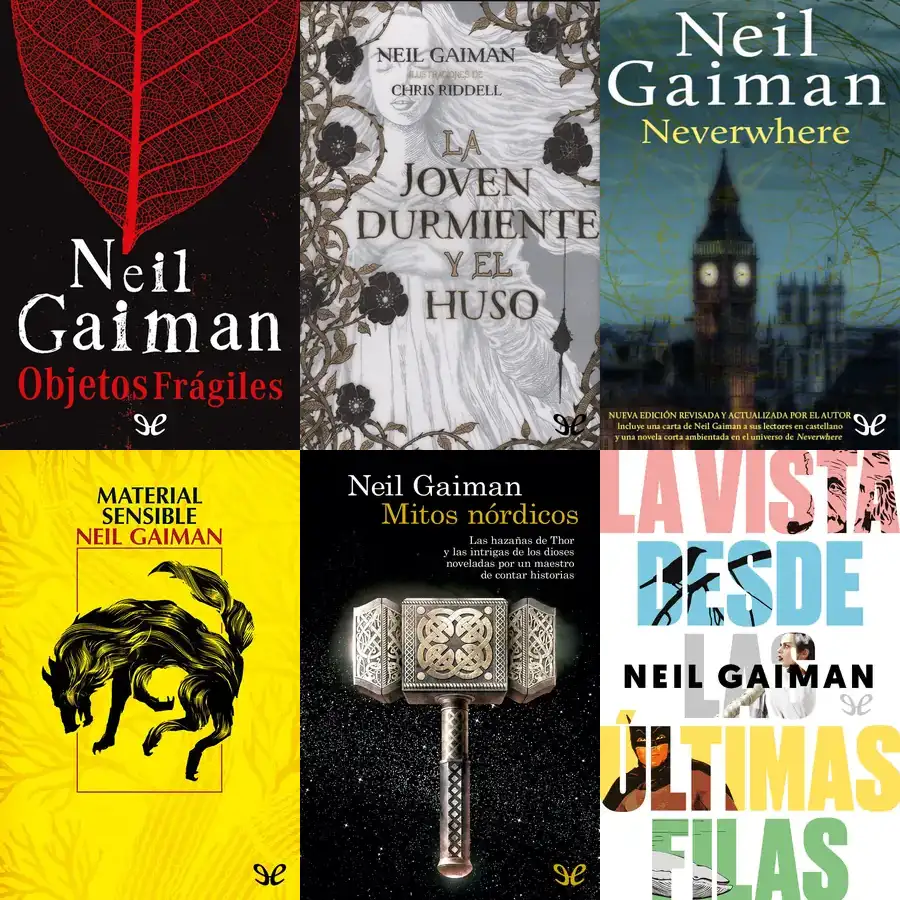 Neil
Gaiman
Objetos Frágiles
NEIL GAIMAN
ILUSTRACIONES DE
CHRIS RIDDELL
LA
JOVEN
DURMIENTE
Y EL
HUSO
Neil
Gaiman
Neverwhere
NUEVA EDICIÓN REVISADA Y ACTUALIZADA POR EL AUTOR
Incluye una carta de Neil Gaiman a sus lectores en castellano
y una novela corta ambientada en el universo de Neverwhere
MATERIAL
SENSIBLE
NEIL GAIMAN
Neil Gaiman
Mitos nórdicos
Las hazañas de Thor
y las intrigas de los dioses
noveladas por un maestro
de contar historias
LA VISTA
DESDE
LAS
NEIL GAIMAN
ÚLTIMAS
FILAS